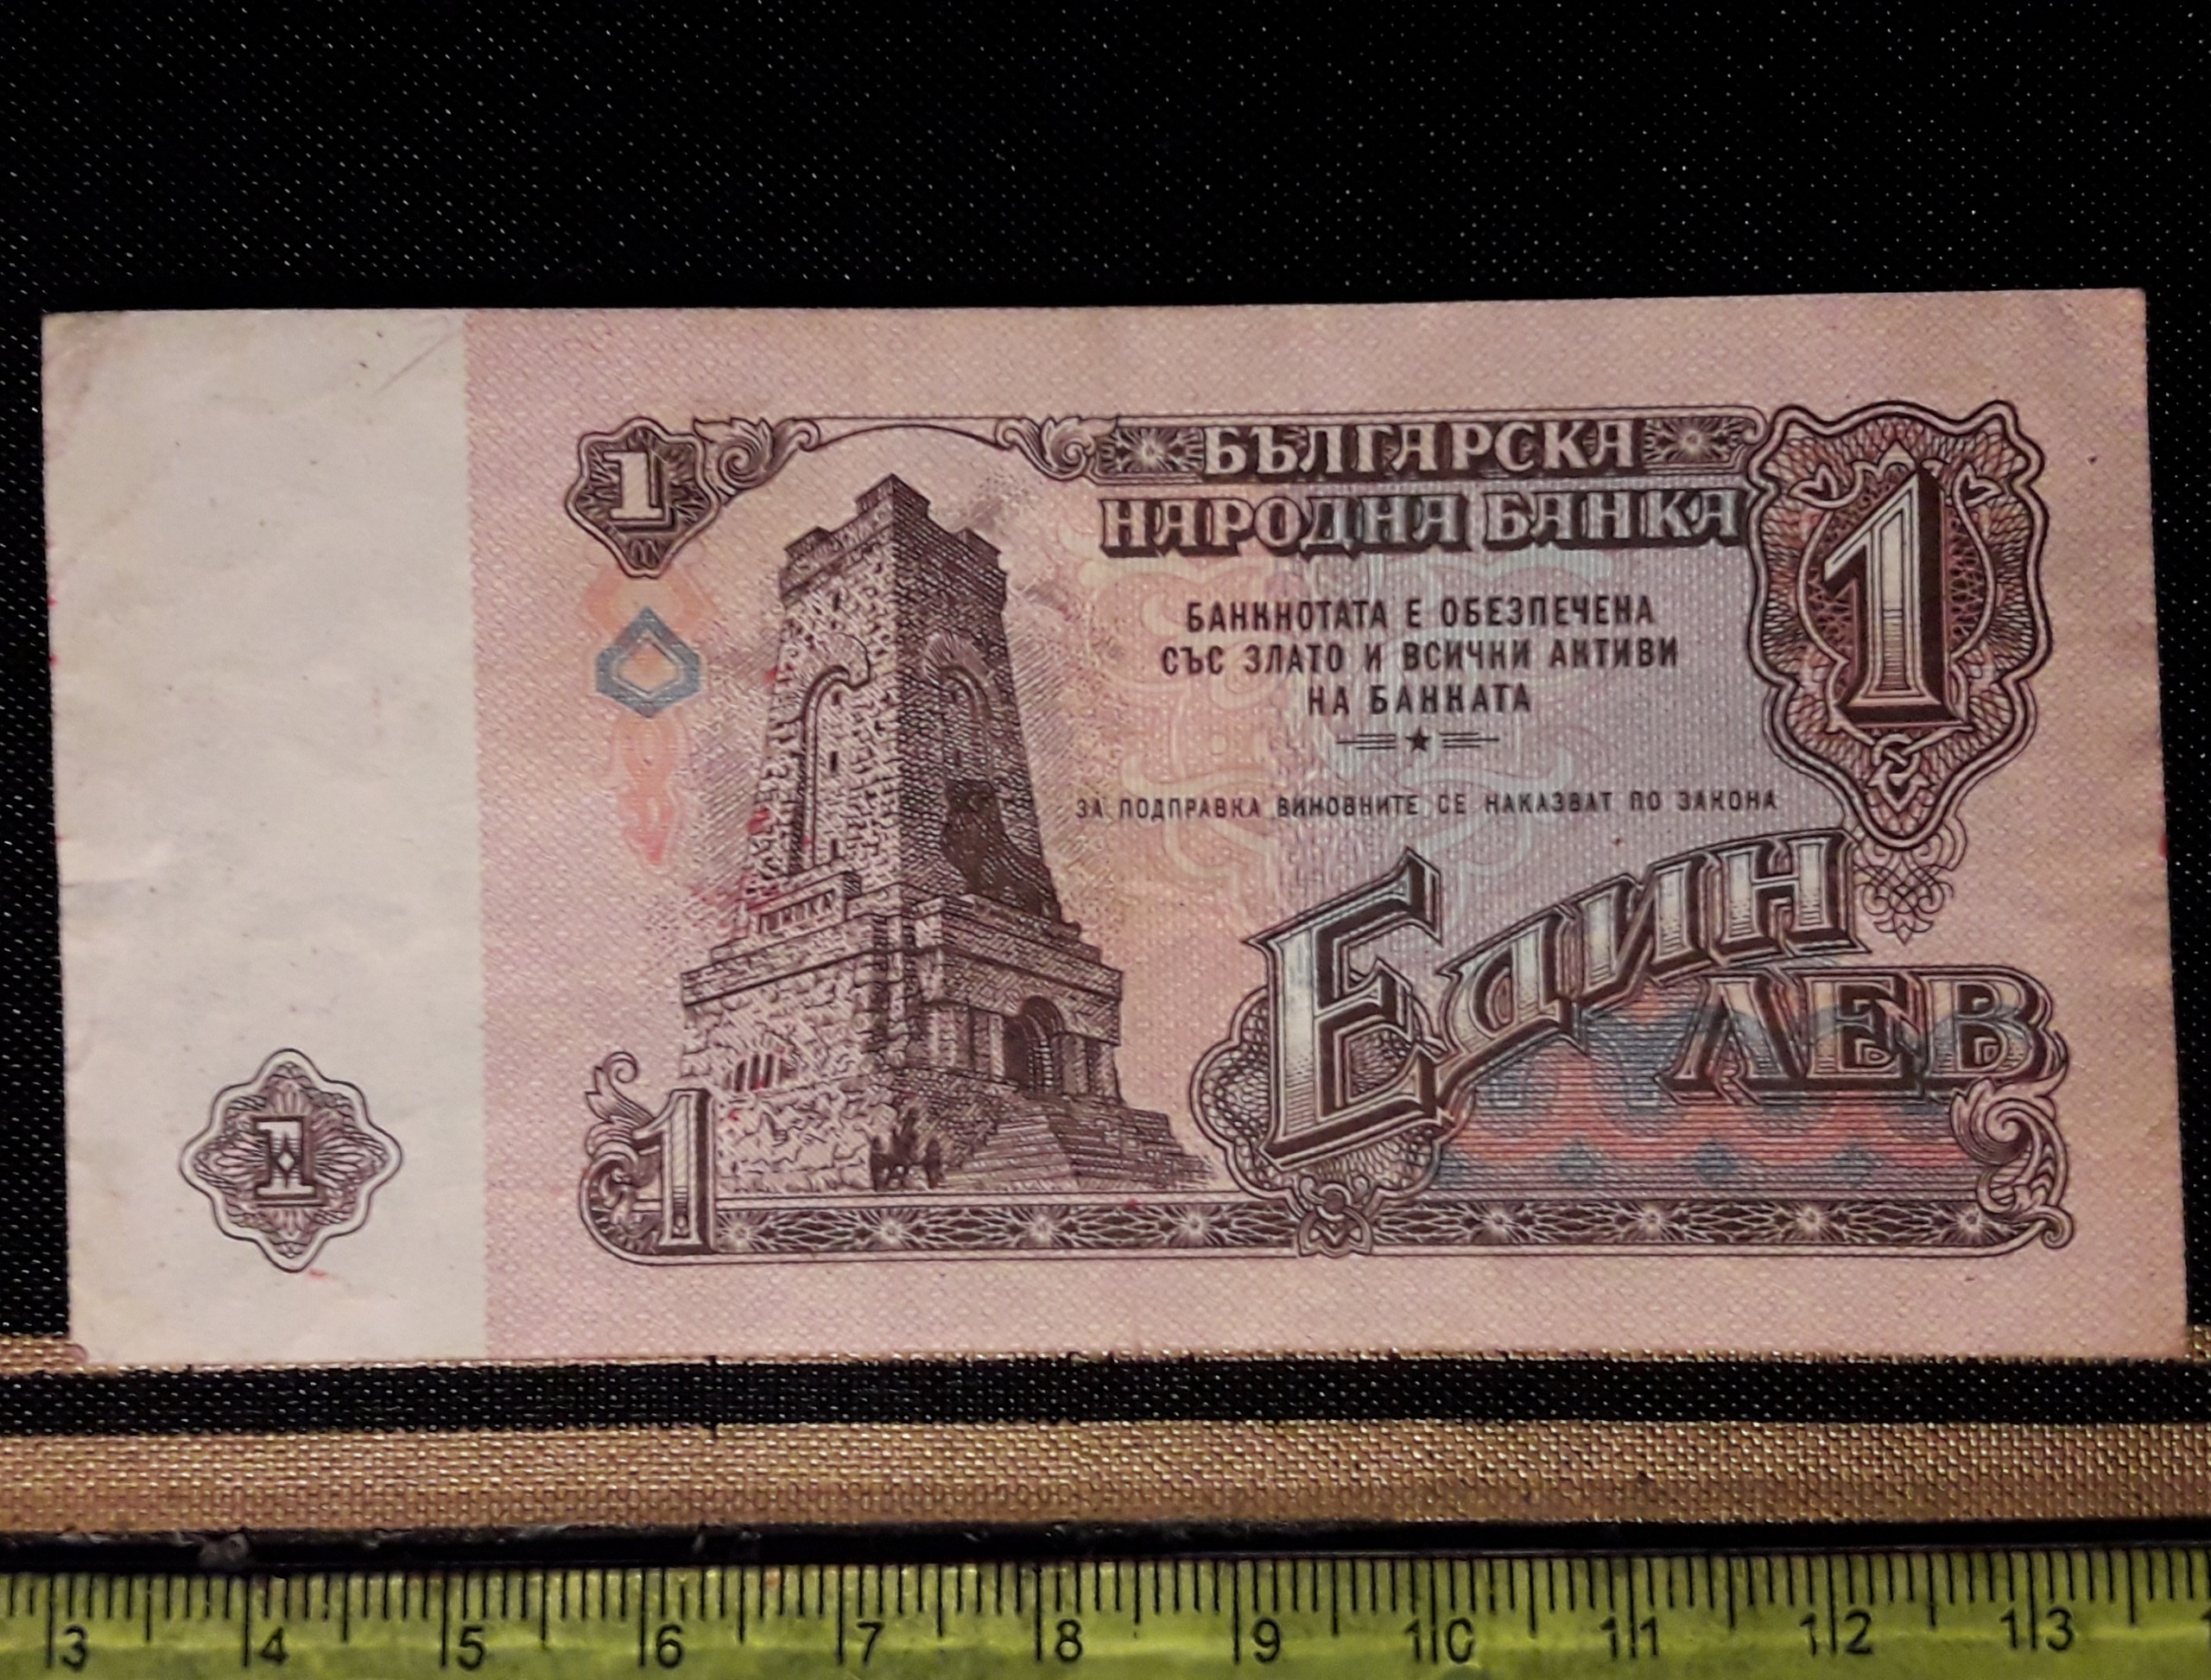 1
БЪЛГАРСКА
НАРОДНА БАНКА
1
БАНКНОТАТА Е ОБЕЗПЕЧЕНА
СЪС ЗЛАТО И ВСИЧКИ АКТИВИ
НА БАНКАТА
ЗА ПОДПРАВКА ВИНОВНИТЕ СЕ НАКАЗВАТ ПО ЗАКОНА
ШИПКА
Един
ЛЕВ
1
1
3 4 5 6 7 8 9 10 11 12 13